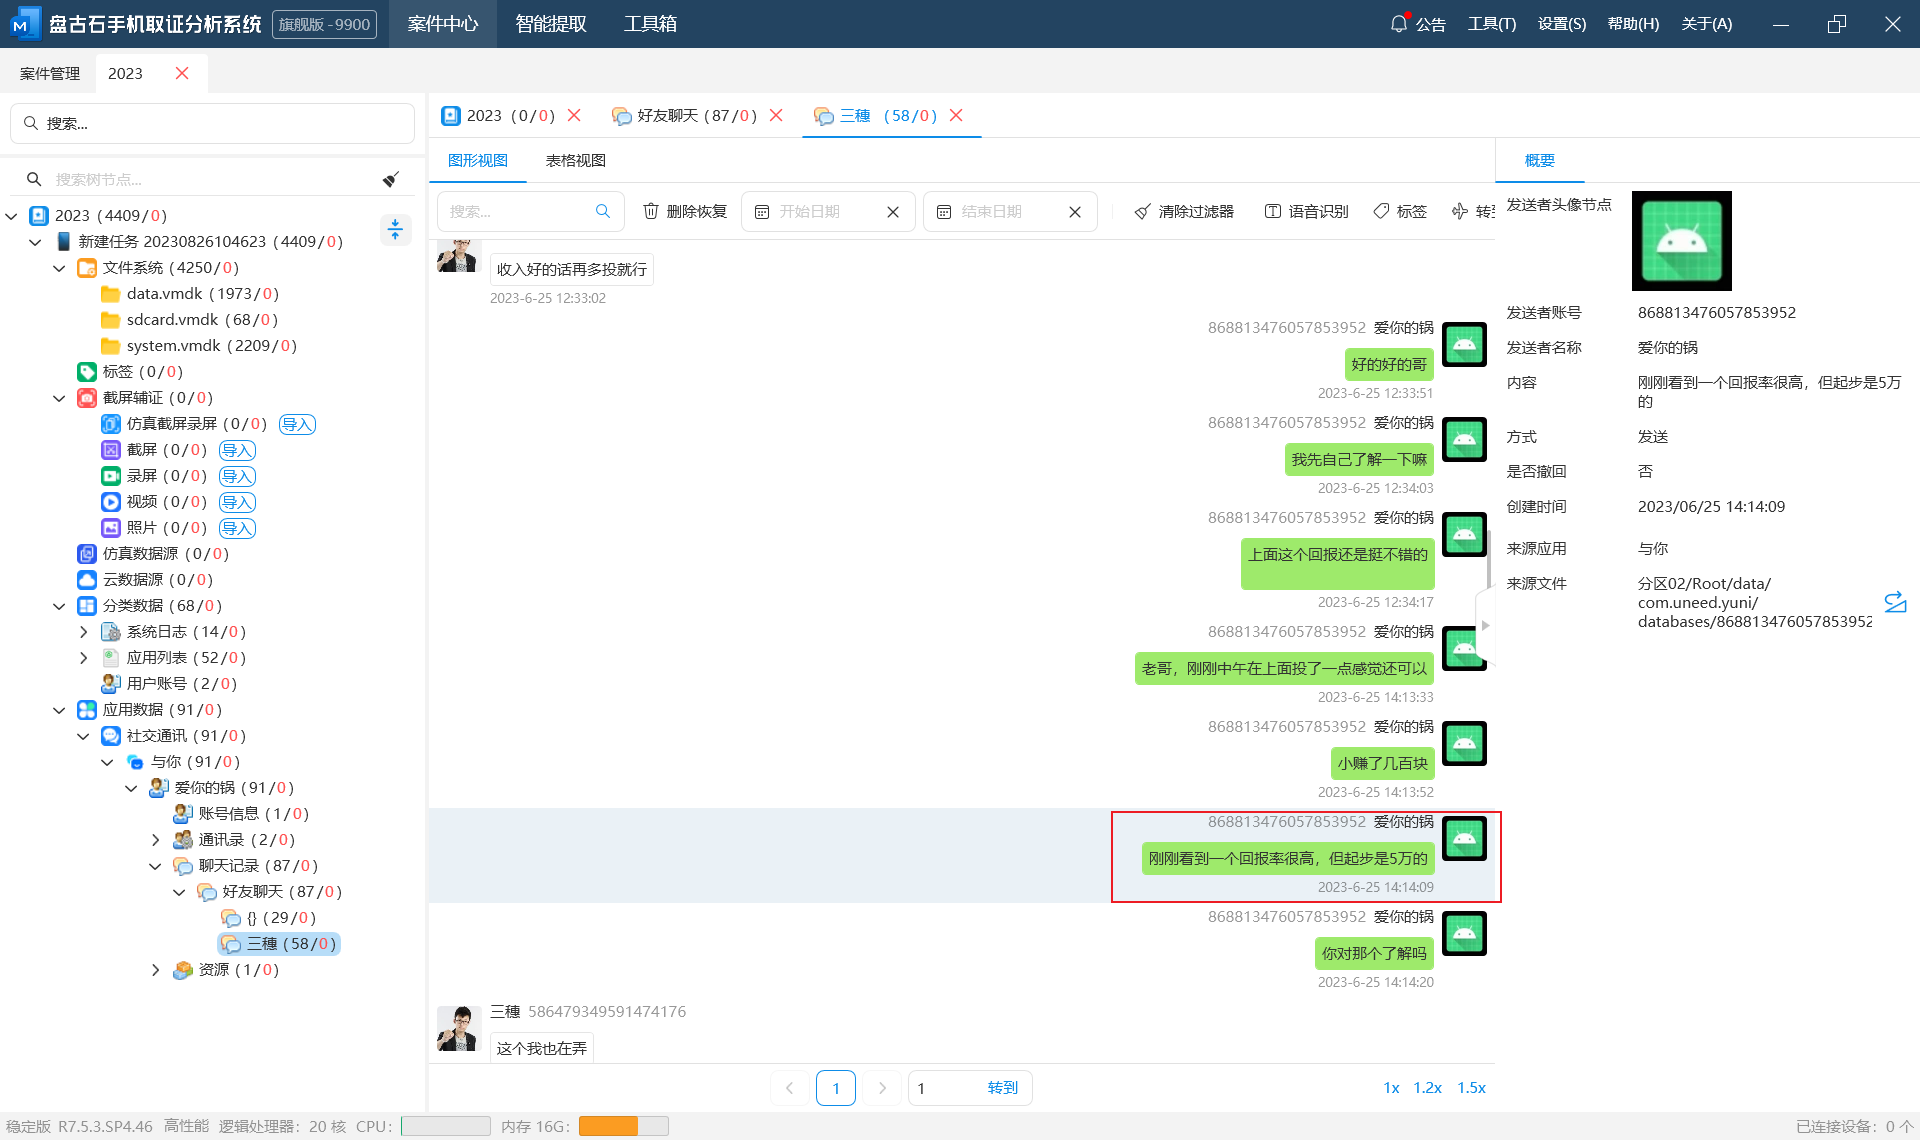 盘古石手机取证分析系统 旗舰版 -9900 案件中心 智能提取 工具箱 公告 工具(T) 设置(S) 帮助(H) 关于(A)
案件管理 2023
搜索...
搜索树节点...
2023 (4409/0)
新建任务 20230826104623 (4409/0)
文件系统 (4250/0)
data.vmdk (1973/0)
sdcard.vmdk (68/0)
system.vmdk (2209/0)
标签 (0/0)
截屏辅证 (0/0)
仿真截屏录屏 (0/0) 导入
截屏 (0/0) 导入
录屏 (0/0) 导入
视频 (0/0) 导入
照片 (0/0) 导入
仿真数据源 (0/0)
云数据源 (0/0)
分类数据 (68/0)
系统日志 (14/0)
应用列表 (52/0)
用户账号 (2/0)
应用数据 (91/0)
社交通讯 (91/0)
与你 (91/0)
爱你的锅 (91/0)
账号信息 (1/0)
通讯录 (2/0)
聊天记录 (87/0)
好友聊天 (87/0)
{} (29/0)
三穗 (58/0)
资源 (1/0)
2023 (0/0) 好友聊天 (87/0) 三穗 (58/0)
图形视图 表格视图
搜索... 删除恢复 开始日期 结束日期 清除过滤器 语音识别 标签 转至
收入好的话再多投就行
2023-6-25 12:33:02
868813476057853952 爱你的锅
好的好的哥
2023-6-25 12:33:51
868813476057853952 爱你的锅
我先自己了解一下嘛
2023-6-25 12:34:03
868813476057853952 爱你的锅
上面这个回报还是挺不错的
2023-6-25 12:34:17
868813476057853952 爱你的锅
老哥，刚刚中午在上面投了一点感觉还可以
2023-6-25 14:13:33
868813476057853952 爱你的锅
小赚了几百块
2023-6-25 14:13:52
868813476057853952 爱你的锅
刚刚看到一个回报率很高，但起步是5万的
2023-6-25 14:14:09
868813476057853952 爱你的锅
你对那个了解吗
2023-6-25 14:14:20
三穗 586479349591474176
这个我也在弄
1 1 转到 1x 1.2x 1.5x
概要
发送者头像节点
发送者账号 868813476057853952
发送者名称 爱你的锅
内容 刚刚看到一个回报率很高，但起步是5万
的
方式 发送
是否撤回 否
创建时间 2023/06/25 14:14:09
来源应用 与你
来源文件 分区02/Root/data/
com.uneed.yuni/
databases/868813476057853952
稳定版 R7.5.3.SP4.46 高性能 逻辑处理器：20 核 CPU： 内存 16G： 已连接设备：0 个